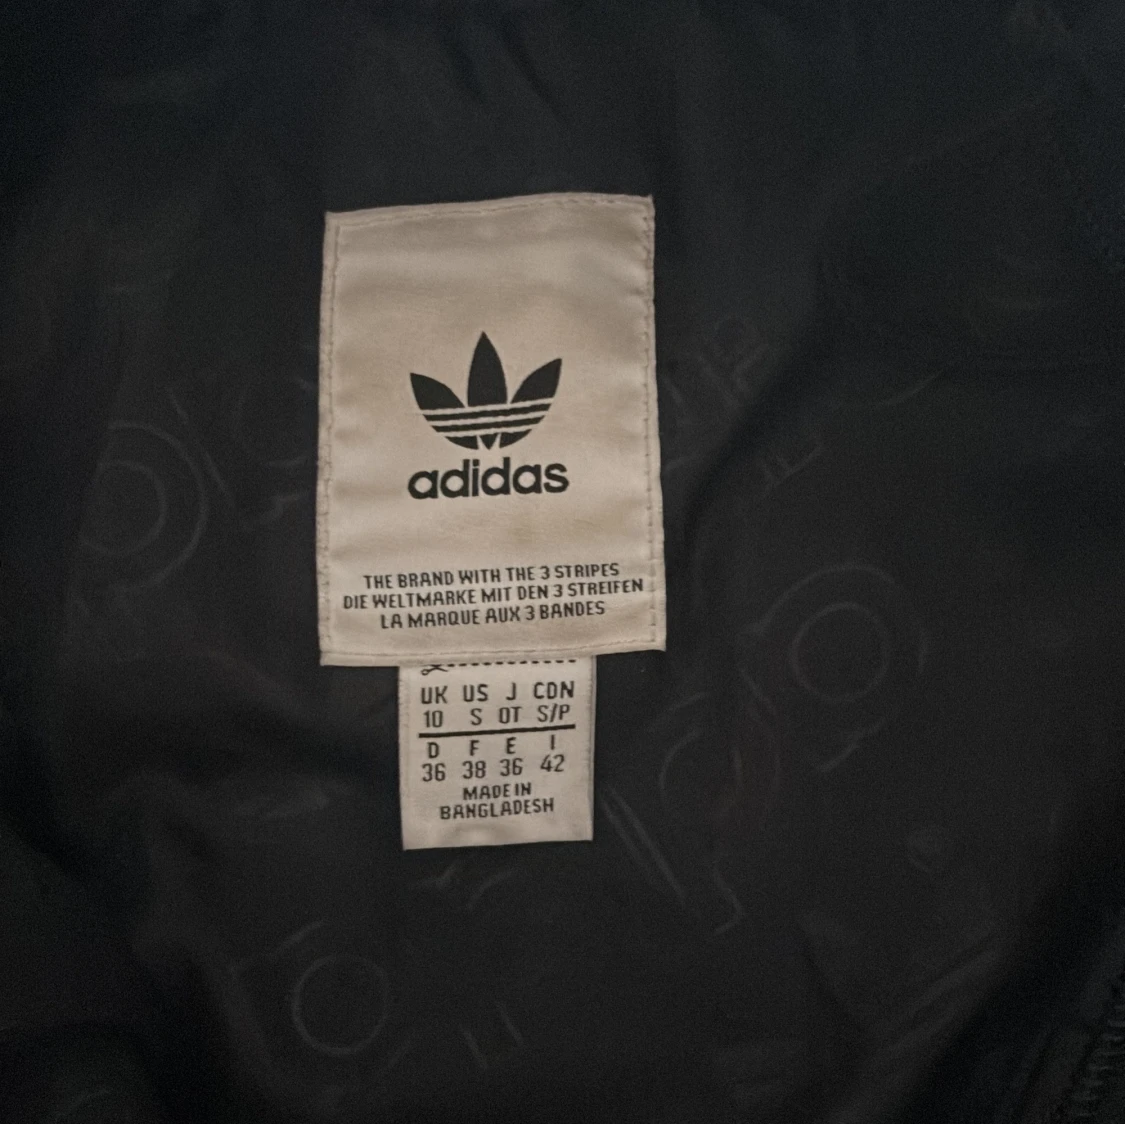 adidas
THE BRAND WITH THE 3 STRIPES
DIE WELTMARKE MIT DEN 3 STREIFEN
LA MARQUE AUX 3 BANDES
UK US J CDN
10 S OT S/P
D F E I
36 38 36 42
MADE IN
BANGLADESH